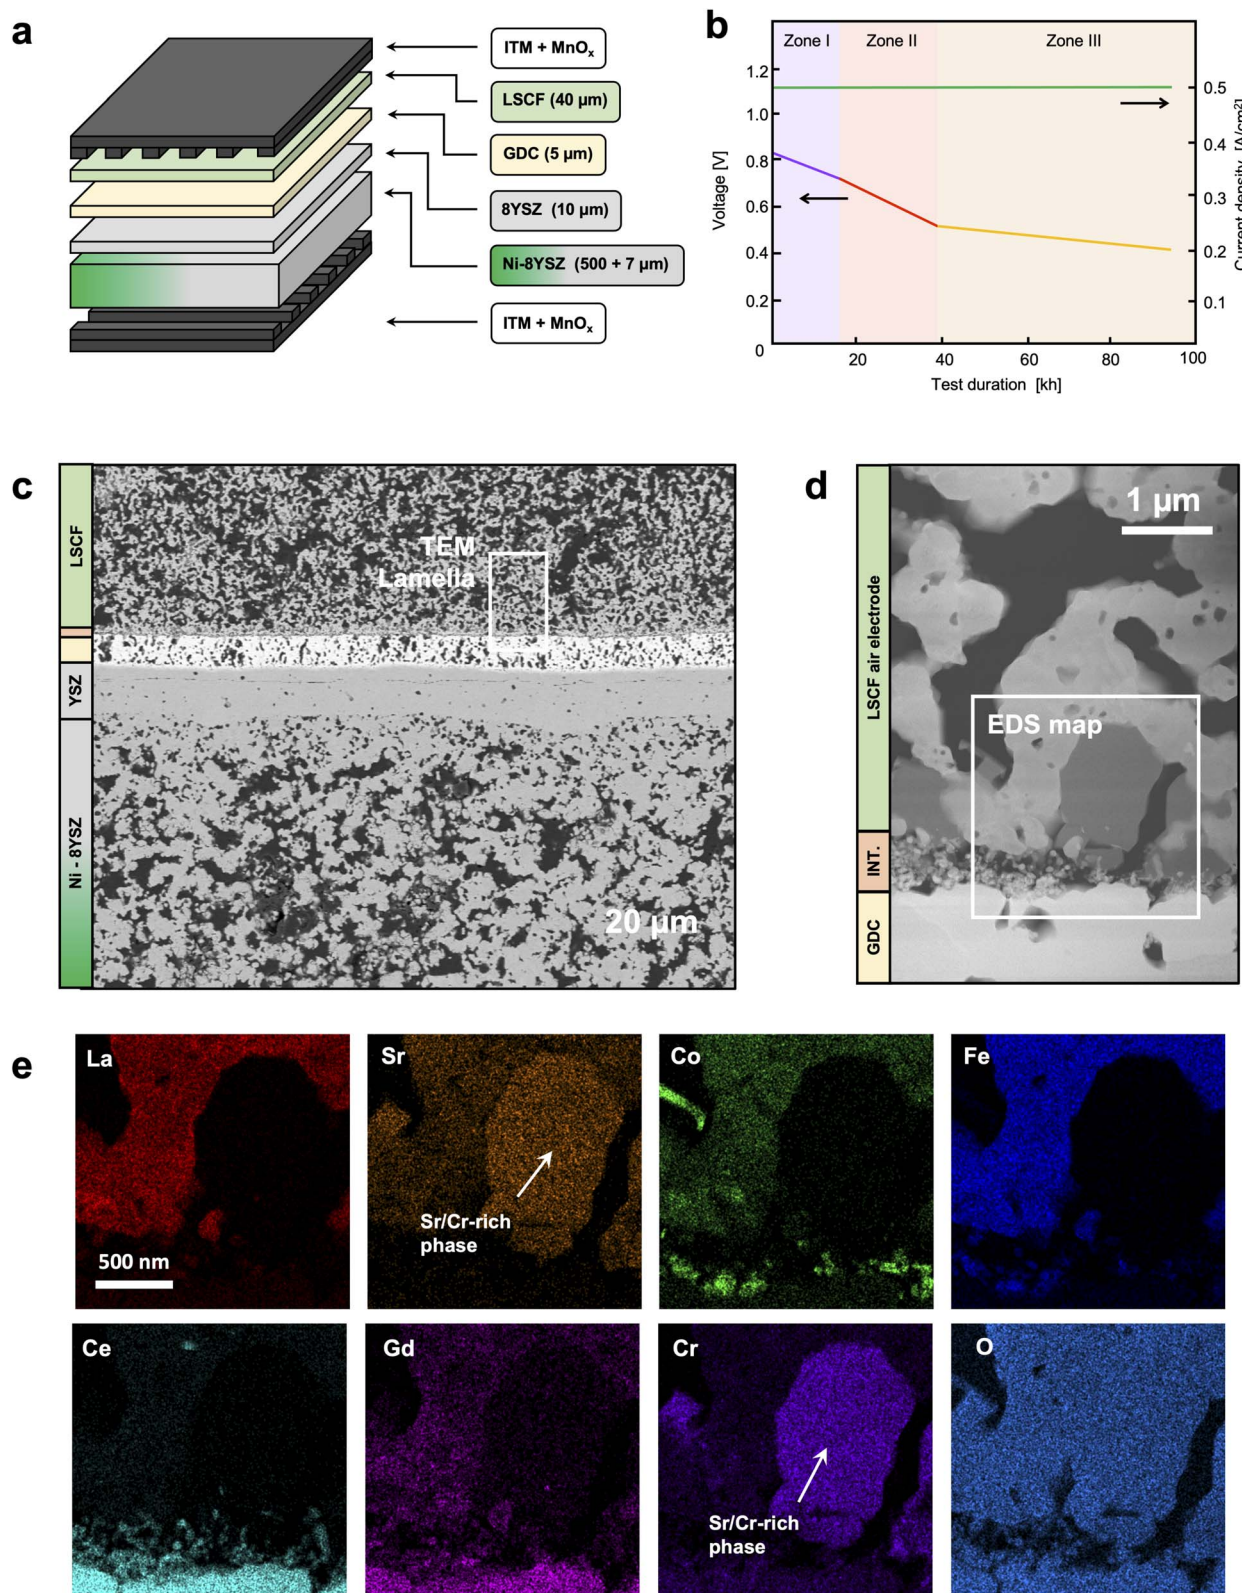 a
ITM + MnOx
LSCF (40 µm)
GDC (5 µm)
8YSZ (10 µm)
Ni-8YSZ (500 + 7 µm)
ITM + MnOx
b
Zone I
Zone II
Zone III
1.2
1.0
0.8
0.6
0.4
0.2
0
Voltage [V]
0.5
0.4
0.3
0.2
0.1
Current density [A/cm²]
20
40
60
80
100
Test duration [kh]
c
LSCF
YSZ
Ni - 8YSZ
TEM
Lamella
20 µm
d
LSCF air electrode
INT.
GDC
1 µm
EDS map
e
La
500 nm
Sr
Sr/Cr-rich
phase
Co
Fe
Ce
Gd
Cr
Sr/Cr-rich
phase
O